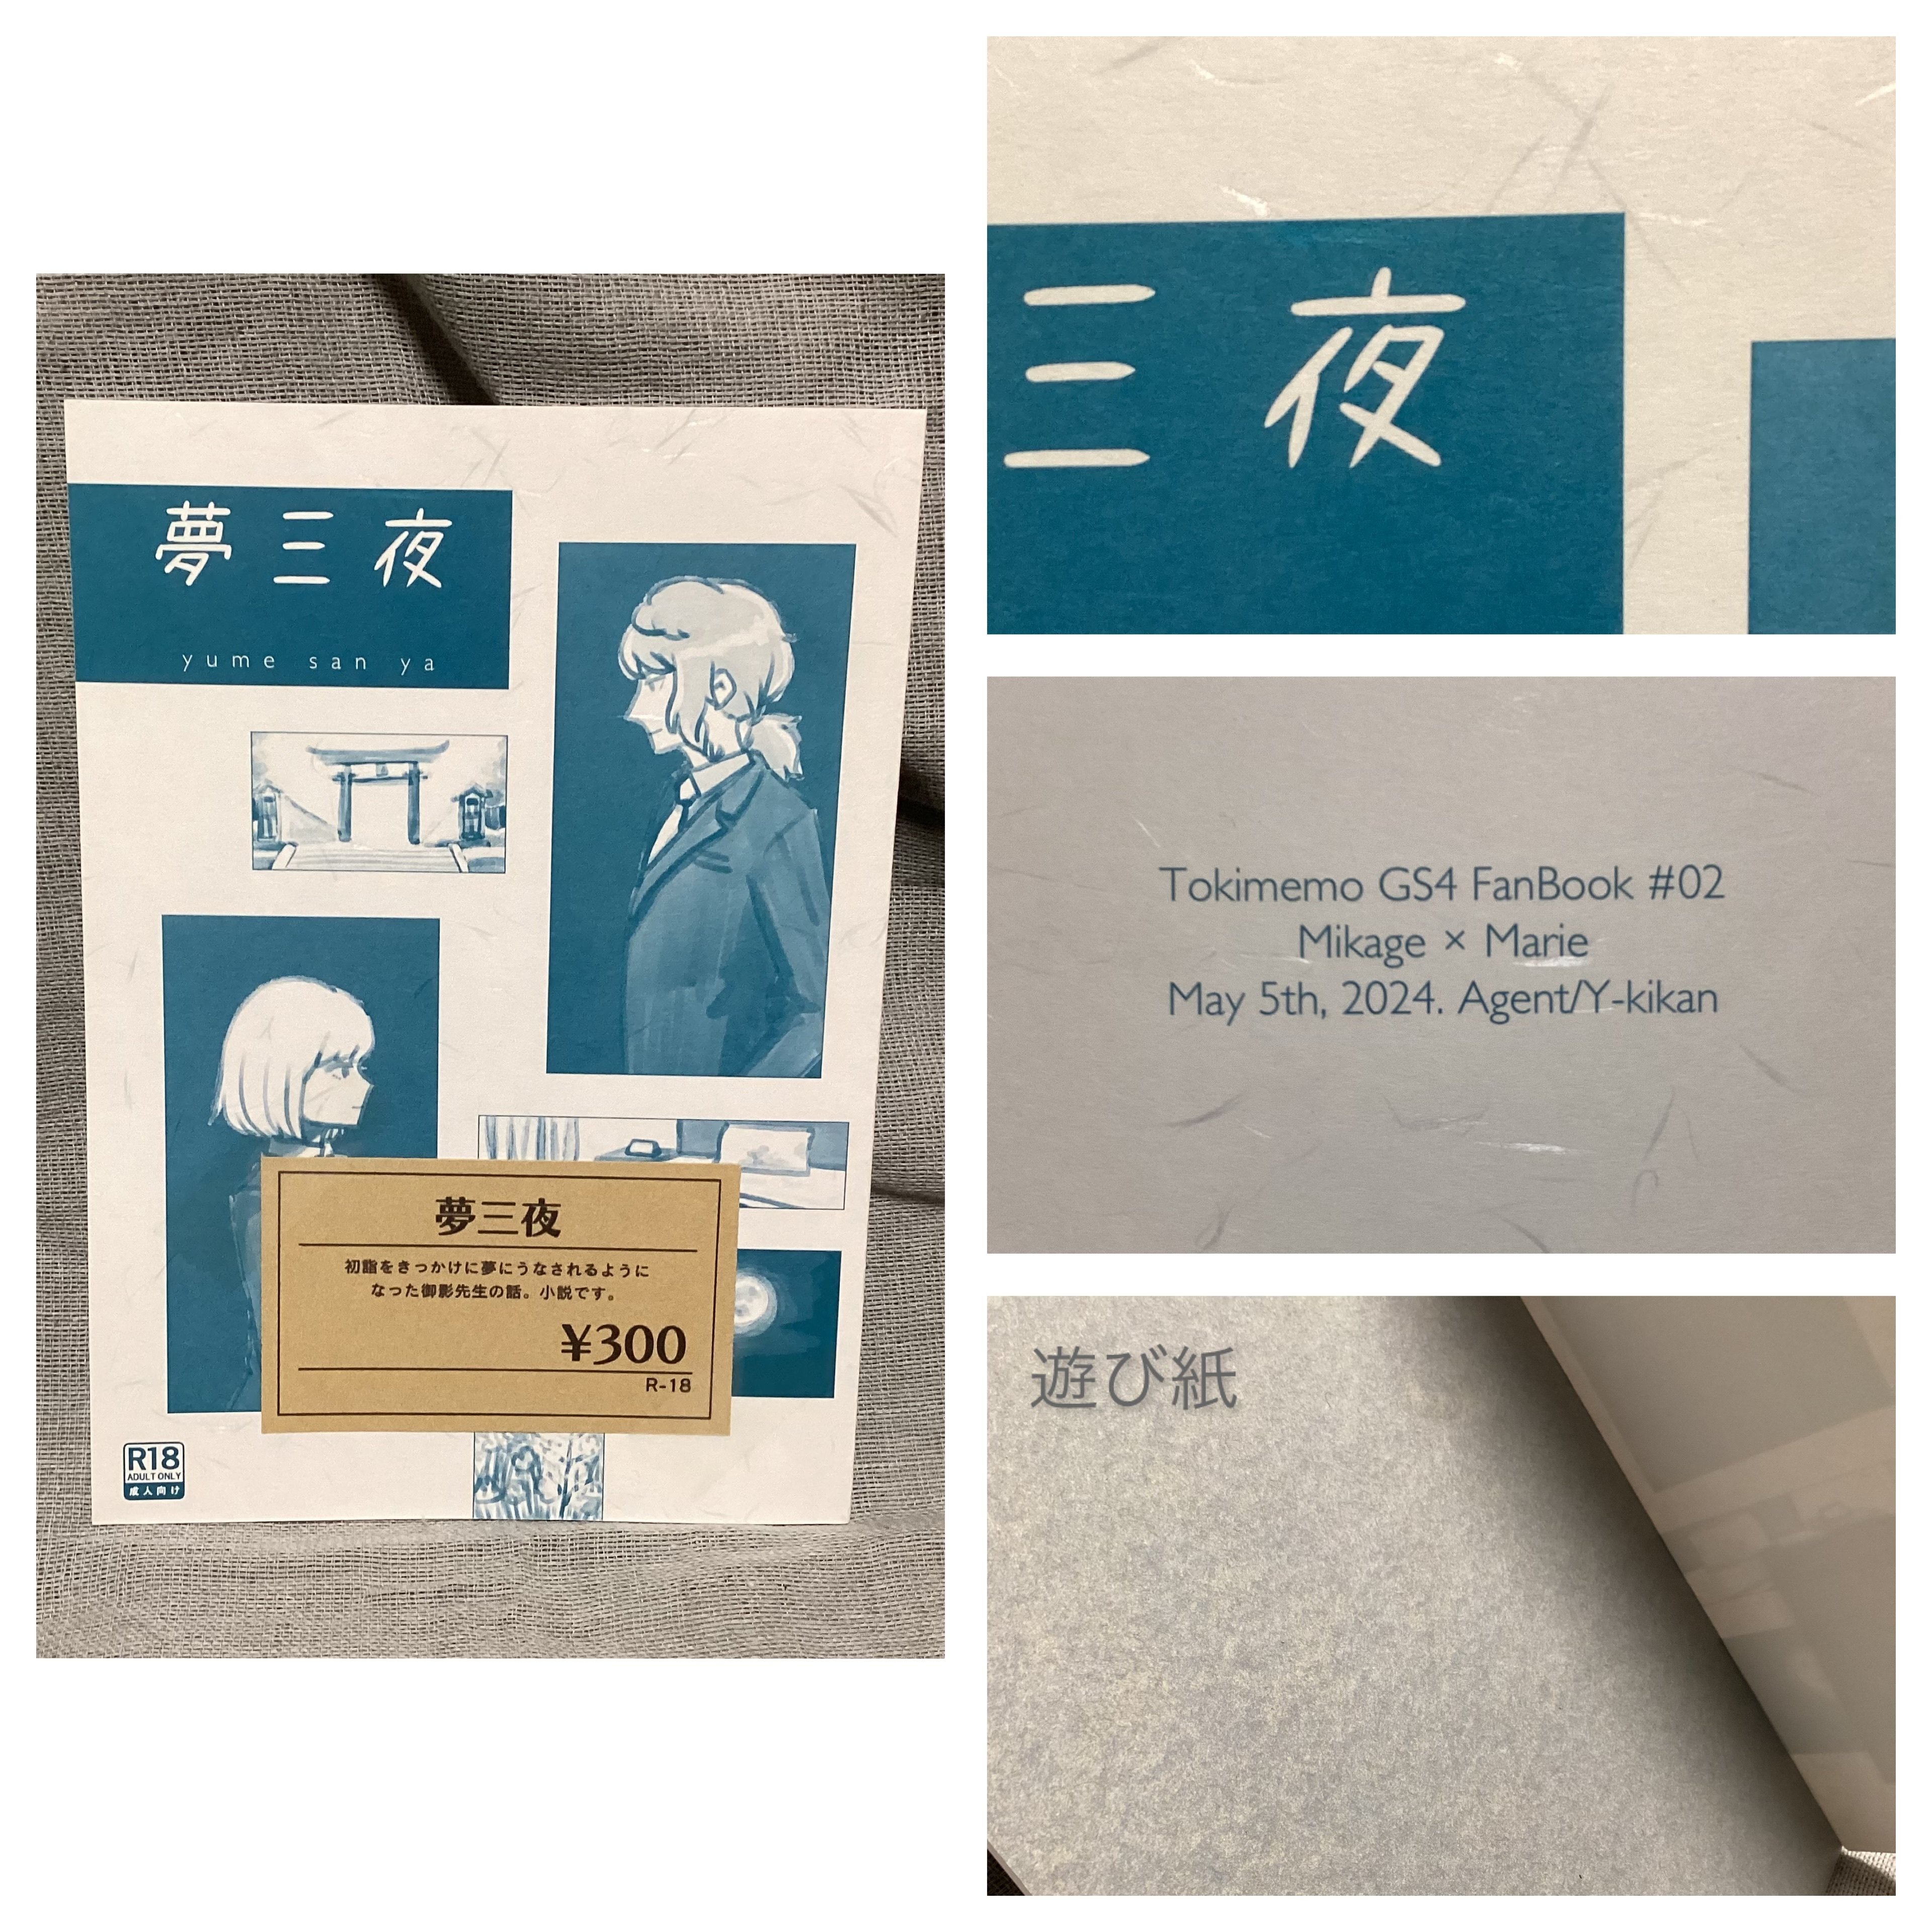 夢三夜
yume san ya
夢三夜
初詣をきっかけに夢にうなされるように
なった御影先生の話。小説です。
¥300
R-18
R18
ADULT ONLY
成人向け
三夜
Tokimemo GS4 FanBook #02
Mikage × Marie
May 5th, 2024. Agent/Y-kikan
遊び紙